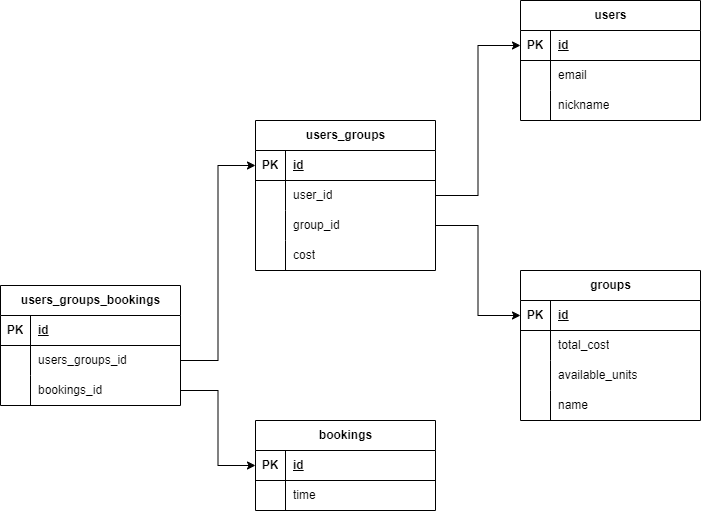 users
PK id
email
nickname
users_groups
PK id
user_id
group_id
cost
groups
PK id
total_cost
available_units
name
users_groups_bookings
PK id
users_groups_id
bookings_id
bookings
PK id
time